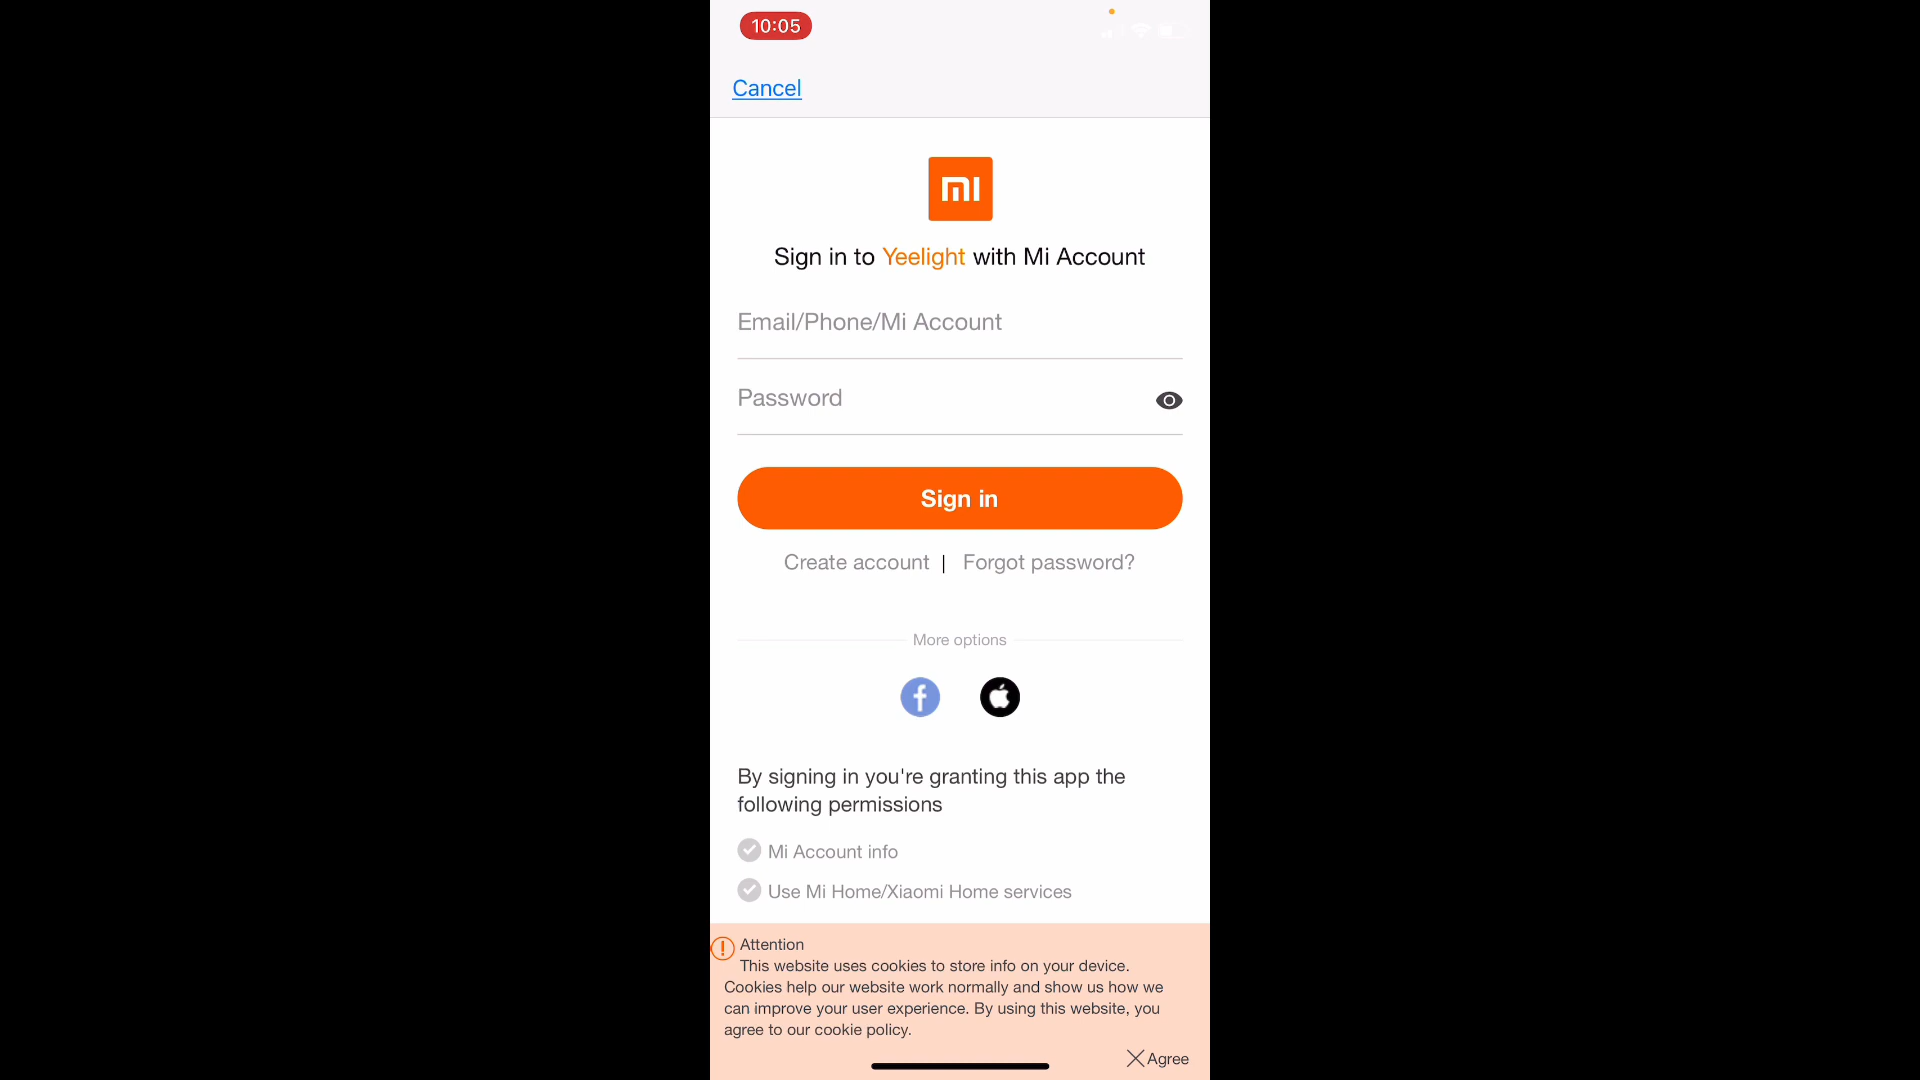 10:05
Cancel
mi
Sign in to Yeelight with Mi Account
Email/Phone/Mi Account
Password
Sign in
Create account | Forgot password?
More options
By signing in you're granting this app the
following permissions
Mi Account info
Use Mi Home/Xiaomi Home services
Attention
This website uses cookies to store info on your device.
Cookies help our website work normally and show us how we
can improve your user experience. By using this website, you
agree to our cookie policy.
Agree